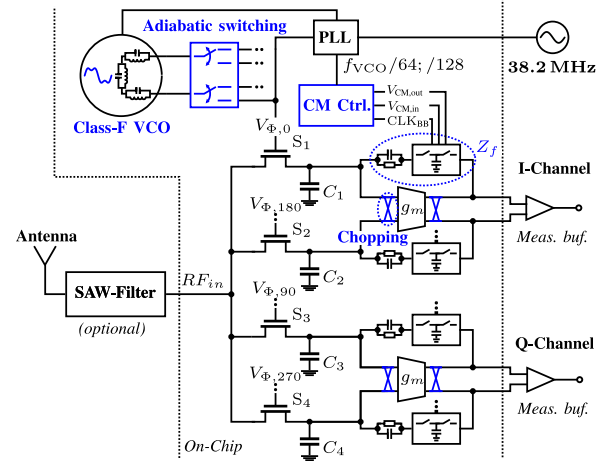 Adiabatic switching
PLL
f_VCO/64; /128
38.2 MHz
Class-F VCO
CM Ctrl.
V_CM,out
V_CM,in
CLK_BB
V_Φ,0
S_1
Z_f
C_1
g_m
I-Channel
V_Φ,180
S_2
Chopping
Meas. buf.
C_2
Antenna
SAW-Filter
RF_in
(optional)
V_Φ,90
S_3
C_3
g_m
Q-Channel
V_Φ,270
S_4
Meas. buf.
On-Chip
C_4